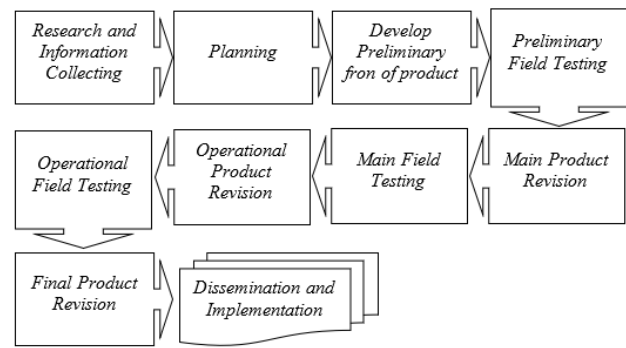 Research and
Information
Collecting
Planning
Develop
Preliminary
fron of product
Preliminary
Field Testing
Main Product
Revision
Main Field
Testing
Operational
Product
Revision
Operational
Field Testing
Final Product
Revision
Dissemination and
Implementation